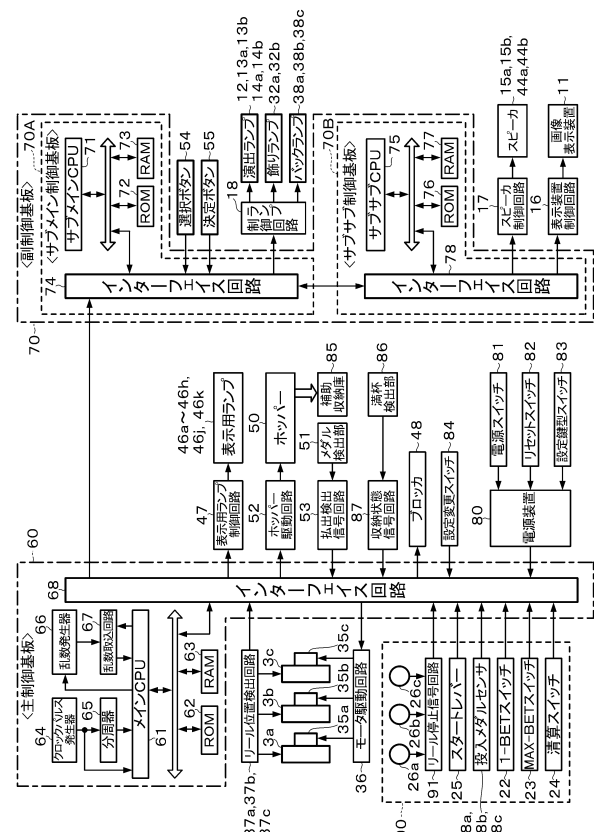 <主制御基板>
60
クロックパルス
発生器
64
分周器
65
乱数発生器
66
乱数取込回路
67
メインCPU
61
ROM
62
RAM
63
インターフェイス回路
68
37a,37b,
37c
リール位置検出回路
3a
3b
3c
35a
35b
35c
モータ駆動回路
36
26a
26b
26c
リール停止信号回路
91
スタートレバー
25
投入メダルセンサ
1-BETスイッチ
22
MAX-BETスイッチ
23
清算スイッチ
24
46a〜46h,
46j, 46k
表示用ランプ
表示用ランプ
制御回路
47
ホッパー
50
ホッパー
駆動回路
52
メダル
検出部
51
払出検出
信号回路
53
補助
収納庫
85
満杯
検出部
86
収納状態
信号回路
87
ブロッカ
48
設定変更スイッチ
84
電源装置
80
電源スイッチ
81
リセットスイッチ
82
設定鍵型スイッチ
83
<副制御基板>
70
<サブメイン制御基板>
70A
サブメインCPU
71
ROM
72
RAM
73
インターフェイス回路
74
選択ボタン
54
決定ボタン
55
ランプ
制御回路
18
演出ランプ
12,13a,13b
14a,14b
飾りランプ
32a,32b
バックランプ
38a,38b,38c
<サブサブ制御基板>
70B
サブサブCPU
75
ROM
76
RAM
77
インターフェイス回路
78
スピーカ
制御回路
17
スピーカ
15a,15b,
44a,44b
表示装置
制御回路
16
画像
表示装置
11